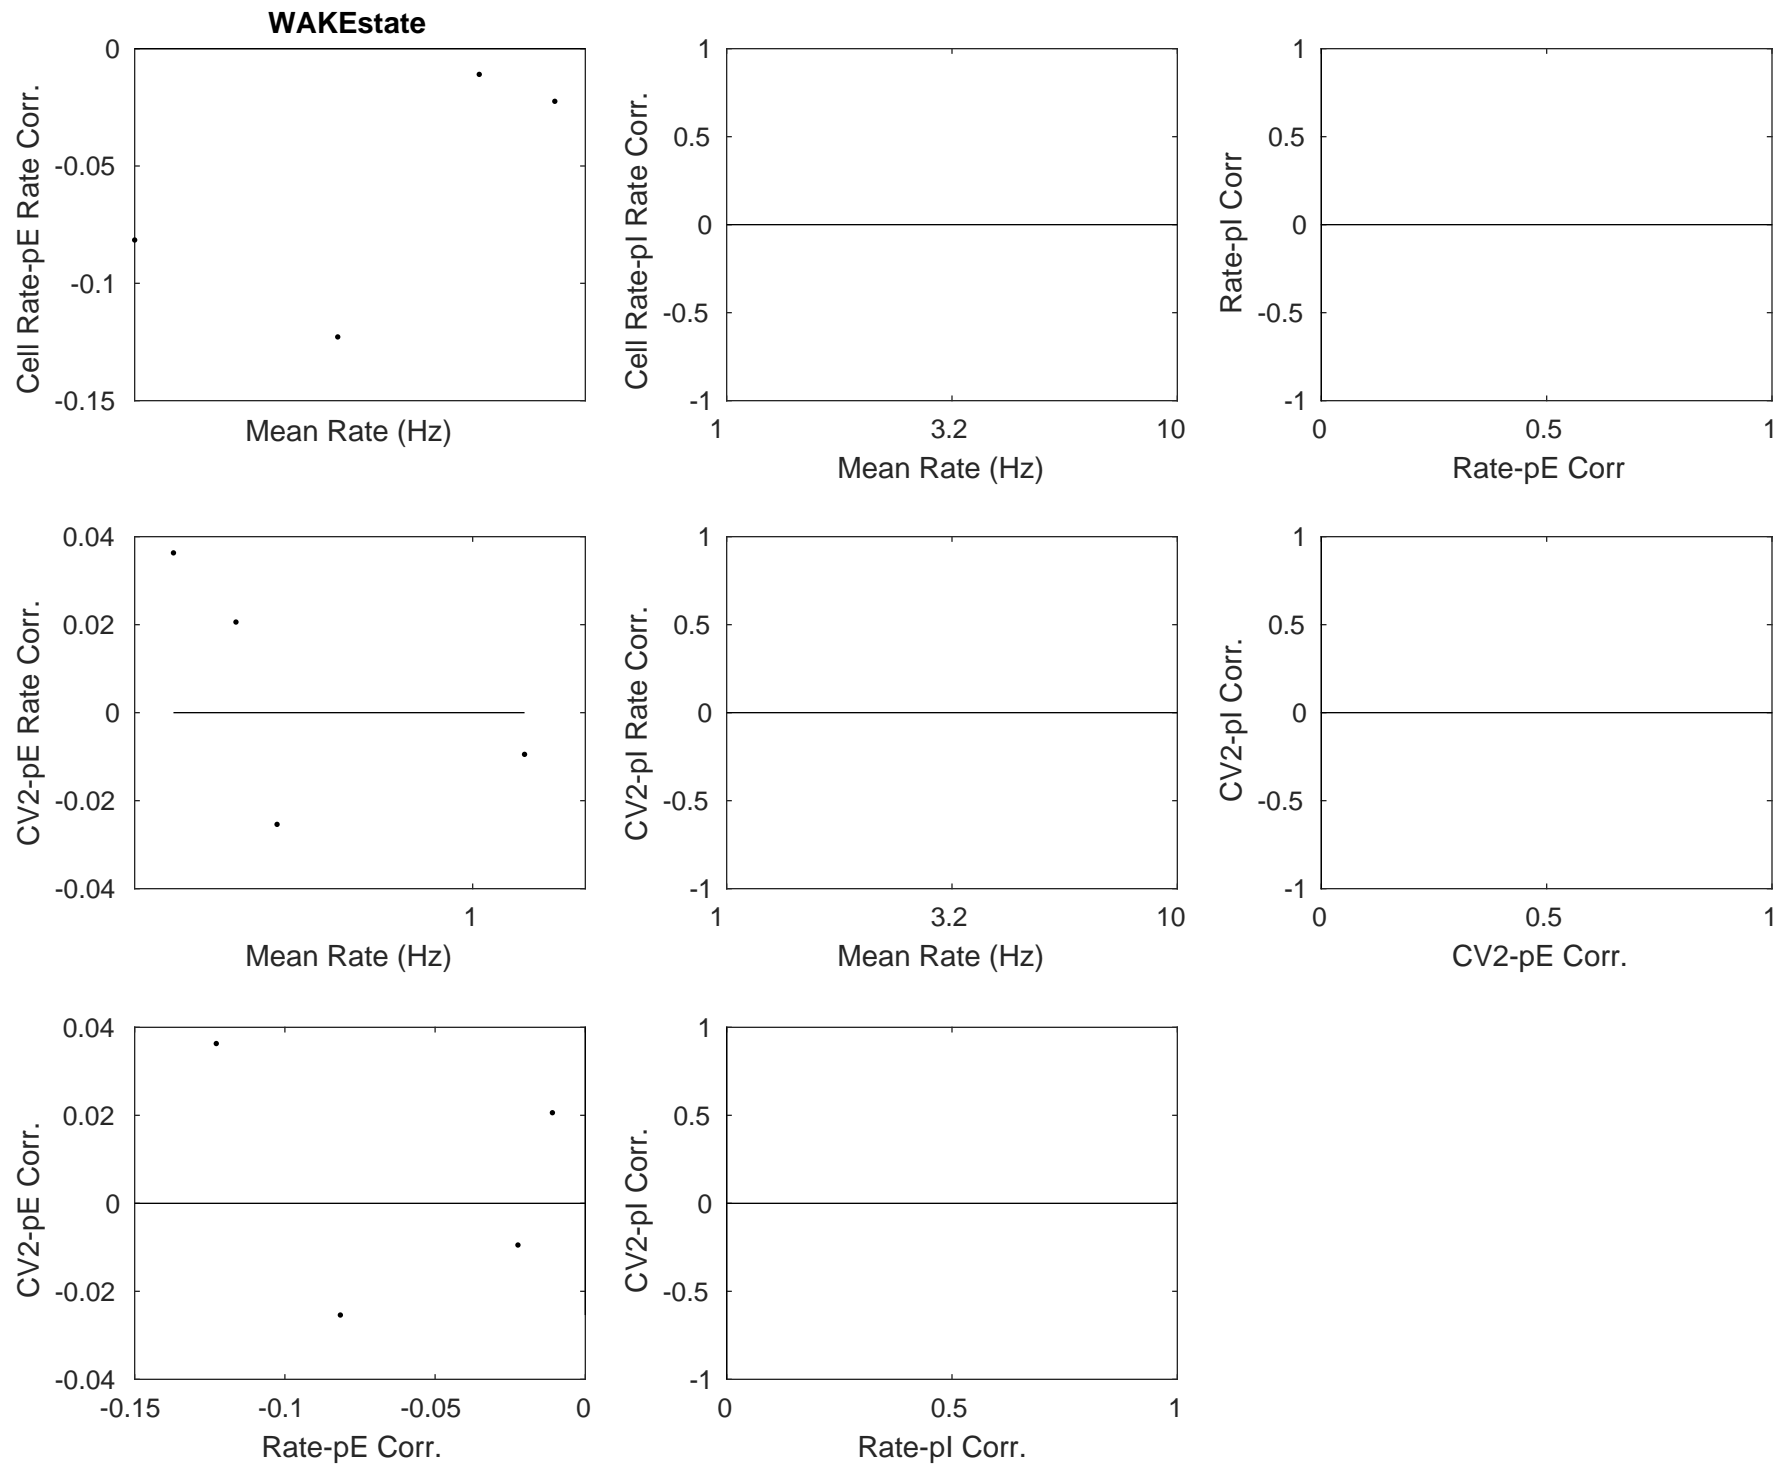 WAKEstate
Cell Rate-pE Rate Corr.
0
-0.05
-0.1
-0.15
Mean Rate (Hz)
Cell Rate-pI Rate Corr.
1
0.5
0
-0.5
-1
1 3.2 10
Mean Rate (Hz)
Rate-pI Corr
1
0.5
0
-0.5
-1
0 0.5 1
Rate-pE Corr
CV2-pE Rate Corr.
0.04
0.02
0
-0.02
-0.04
1
Mean Rate (Hz)
CV2-pI Rate Corr.
1
0.5
0
-0.5
-1
1 3.2 10
Mean Rate (Hz)
CV2-pI Corr.
1
0.5
0
-0.5
-1
0 0.5 1
CV2-pE Corr.
CV2-pE Corr.
0.04
0.02
0
-0.02
-0.04
-0.15 -0.1 -0.05 0
Rate-pE Corr.
CV2-pI Corr.
1
0.5
0
-0.5
-1
0 0.5 1
Rate-pI Corr.